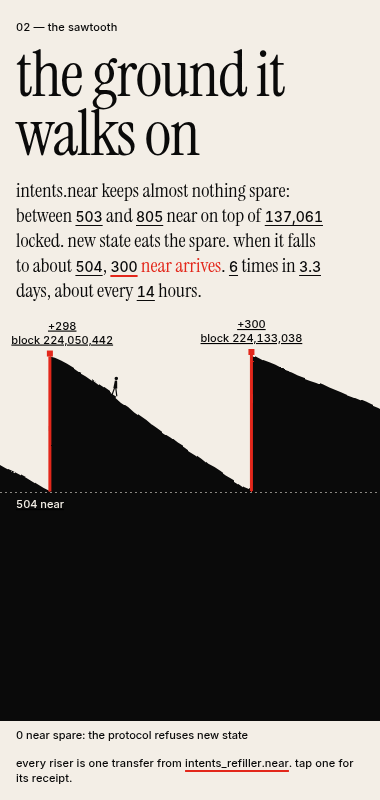 02 — the sawtooth
the ground it
walks on
intents.near keeps almost nothing spare:
between 503 and 805 near on top of 137,061
locked. new state eats the spare. when it falls
to about 504, 300 near arrives. 6 times in 3.3
days, about every 14 hours.
+298
block 224,050,442
+300
block 224,133,038
504 near
0 near spare: the protocol refuses new state
every riser is one transfer from intents_refiller.near. tap one for
its receipt.